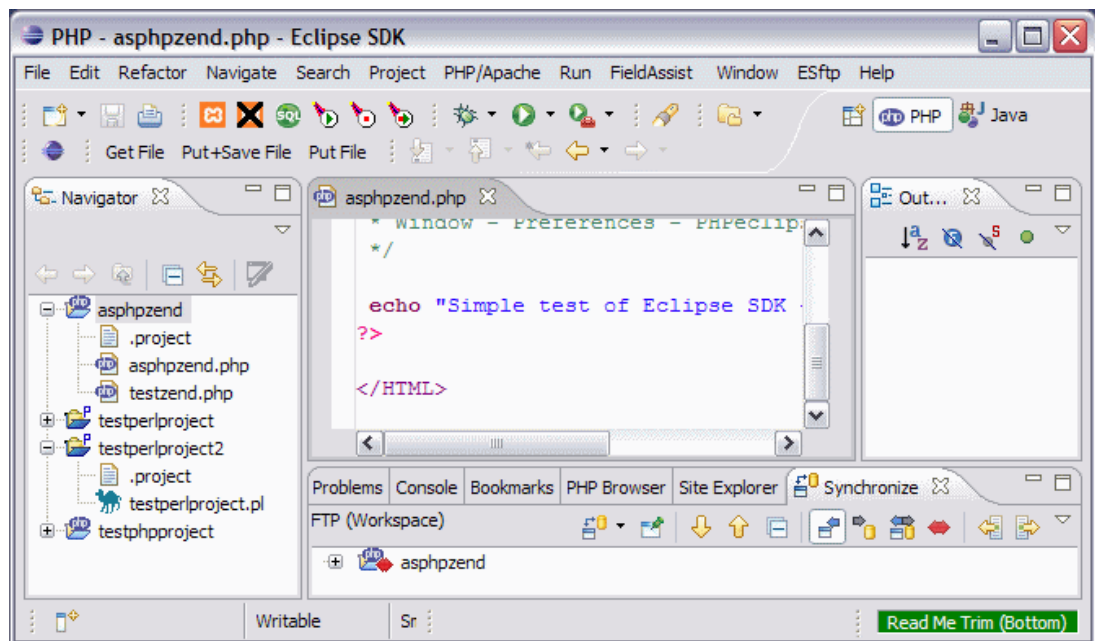 PHP - asphpzend.php - Eclipse SDK
File Edit Refactor Navigate Search Project PHP/Apache Run FieldAssist Window ESftp Help
SQL PHP Java
Get File Put+Save File Put File
Navigator
asphpzend
.project
asphpzend.php
testzend.php
testperlproject
testperlproject2
.project
testperlproject.pl
testphpproject
asphpzend.php
* Window - Preferences - PHPeclip
*/
echo "Simple test of Eclipse SDK
?>
</HTML>
Out...
Problems Console Bookmarks PHP Browser Site Explorer Synchronize
FTP (Workspace)
asphpzend
Writable Sr
Read Me Trim (Bottom)